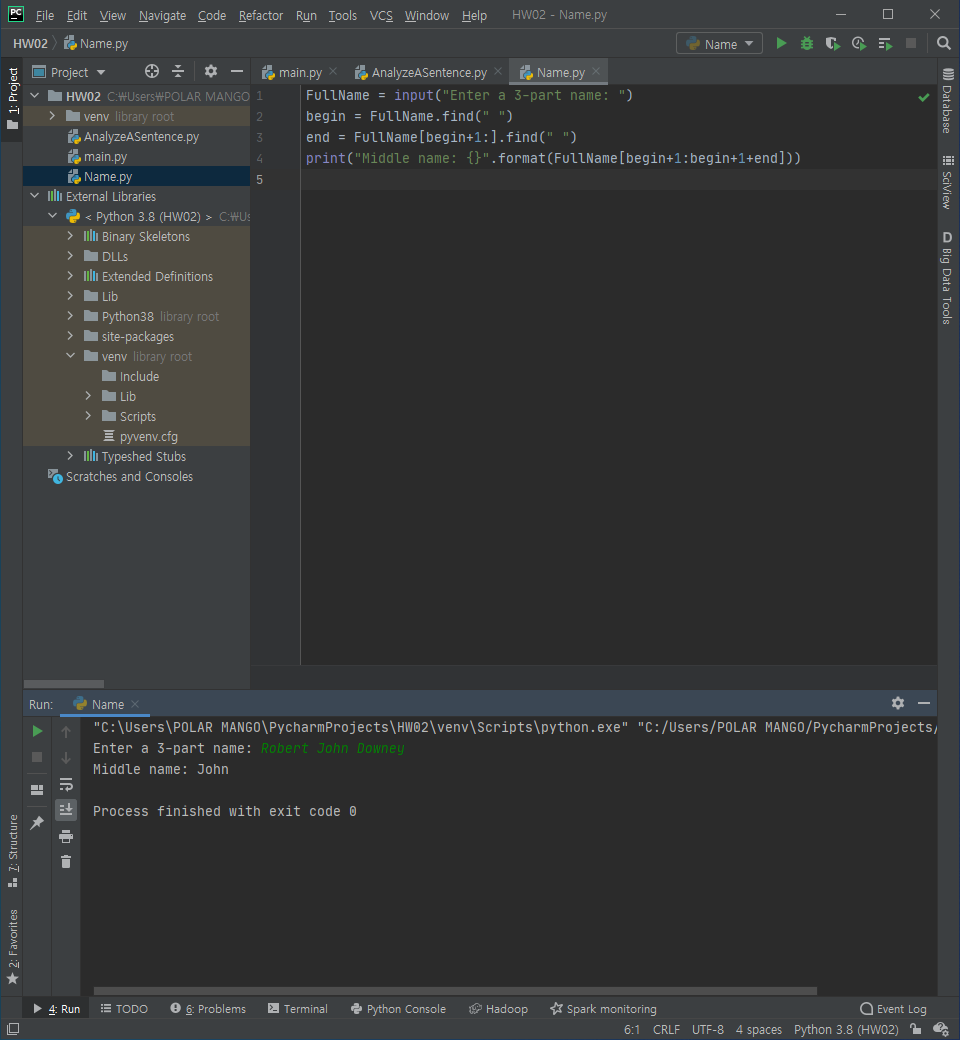 PC File Edit View Navigate Code Refactor Run Tools VCS Window Help HW02 - Name.py
HW02 Name.py Name
1: Project
Project
main.py AnalyzeASentence.py Name.py
HW02 C:₩Users₩POLAR MANGO
venv library root
AnalyzeASentence.py
main.py
Name.py
External Libraries
< Python 3.8 (HW02) > C:₩Us
Binary Skeletons
DLLs
Extended Definitions
Lib
Python38 library root
site-packages
venv library root
Include
Lib
Scripts
pyvenv.cfg
Typeshed Stubs
Scratches and Consoles
1 FullName = input("Enter a 3-part name: ")
2 begin = FullName.find(" ")
3 end = FullName[begin+1:].find(" ")
4 print("Middle name: {}".format(FullName[begin+1:begin+1+end]))
5
Database
SciView
D Big Data Tools
Run: Name
"C:\Users\POLAR MANGO\PycharmProjects\HW02\venv\Scripts\python.exe" "C:/Users/POLAR MANGO/PycharmProjects/
Enter a 3-part name: Robert John Downey
Middle name: John
Process finished with exit code 0
7: Structure
2: Favorites
4: Run TODO 6: Problems Terminal Python Console Hadoop Spark monitoring Event Log
6:1 CRLF UTF-8 4 spaces Python 3.8 (HW02)